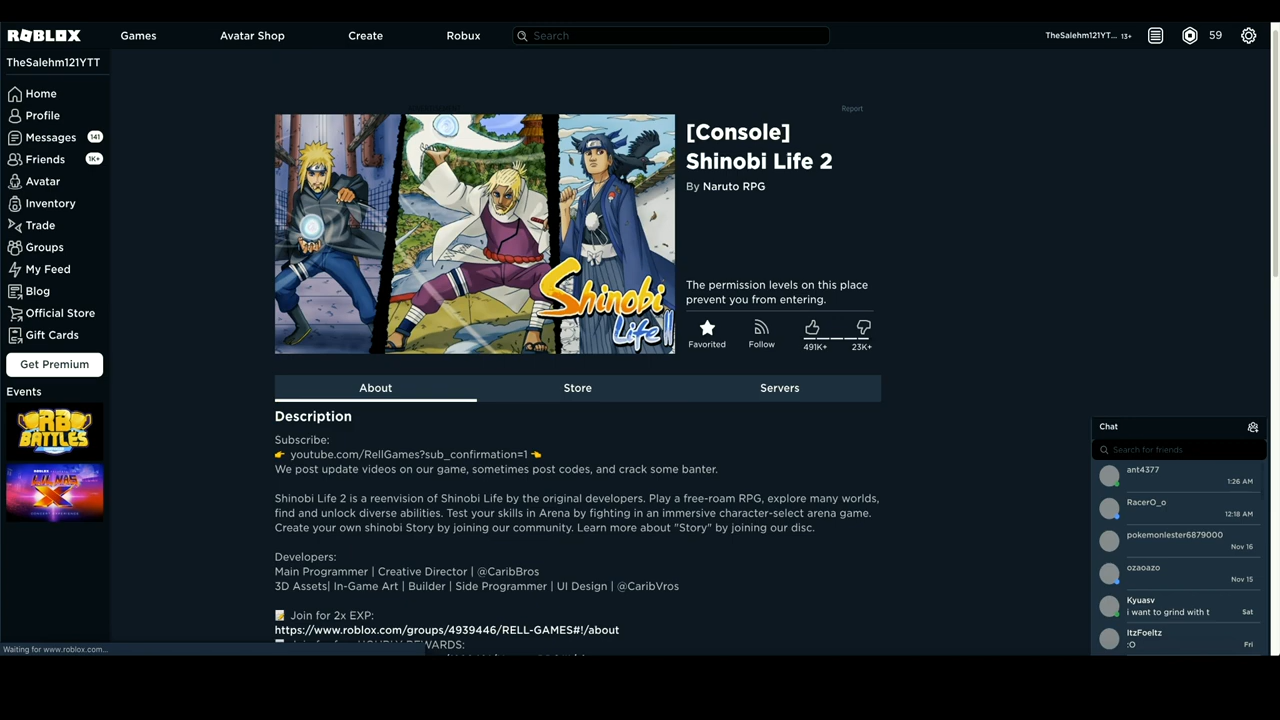 ROBLOX
Games
Avatar Shop
Create
Robux
Search
TheSalehm121YTT... 13+
59
TheSalehm121YTT
Home
Profile
Messages 141
Friends 1K+
Avatar
Inventory
Trade
Groups
My Feed
Blog
Official Store
Gift Cards
Get Premium
Events
RB
BATTLES
ROBLOX
LIL NAS
X
Report
Shinobi
Life II
[Console]
Shinobi Life 2
By Naruto RPG
The permission levels on this place
prevent you from entering.
Favorited
Follow
491K+
23K+
About
Store
Servers
Description
Subscribe:
👉 youtube.com/RellGames?sub_confirmation=1 👈
We post update videos on our game, sometimes post codes, and crack some banter.
Shinobi Life 2 is a reenvision of Shinobi Life by the original developers. Play a free-roam RPG, explore many worlds,
find and unlock diverse abilities. Test your skills in Arena by fighting in an immersive character-select arena game.
Create your own shinobi Story by joining our community. Learn more about "Story" by joining our disc.
Developers:
Main Programmer | Creative Director | @CaribBros
3D Assets| In-Game Art | Builder | Side Programmer | UI Design | @CaribVros
📝 Join for 2x EXP:
https://www.roblox.com/groups/4939446/RELL-GAMES#!/about
Waiting for www.roblox.com...
Chat
Search for friends
ant4377
1:26 AM
RacerO_o
12:18 AM
pokemonlester6879000
Nov 16
ozaoazo
Nov 15
Kyuasv
i want to grind with t Sat
ItzFoeltz
:O Fri